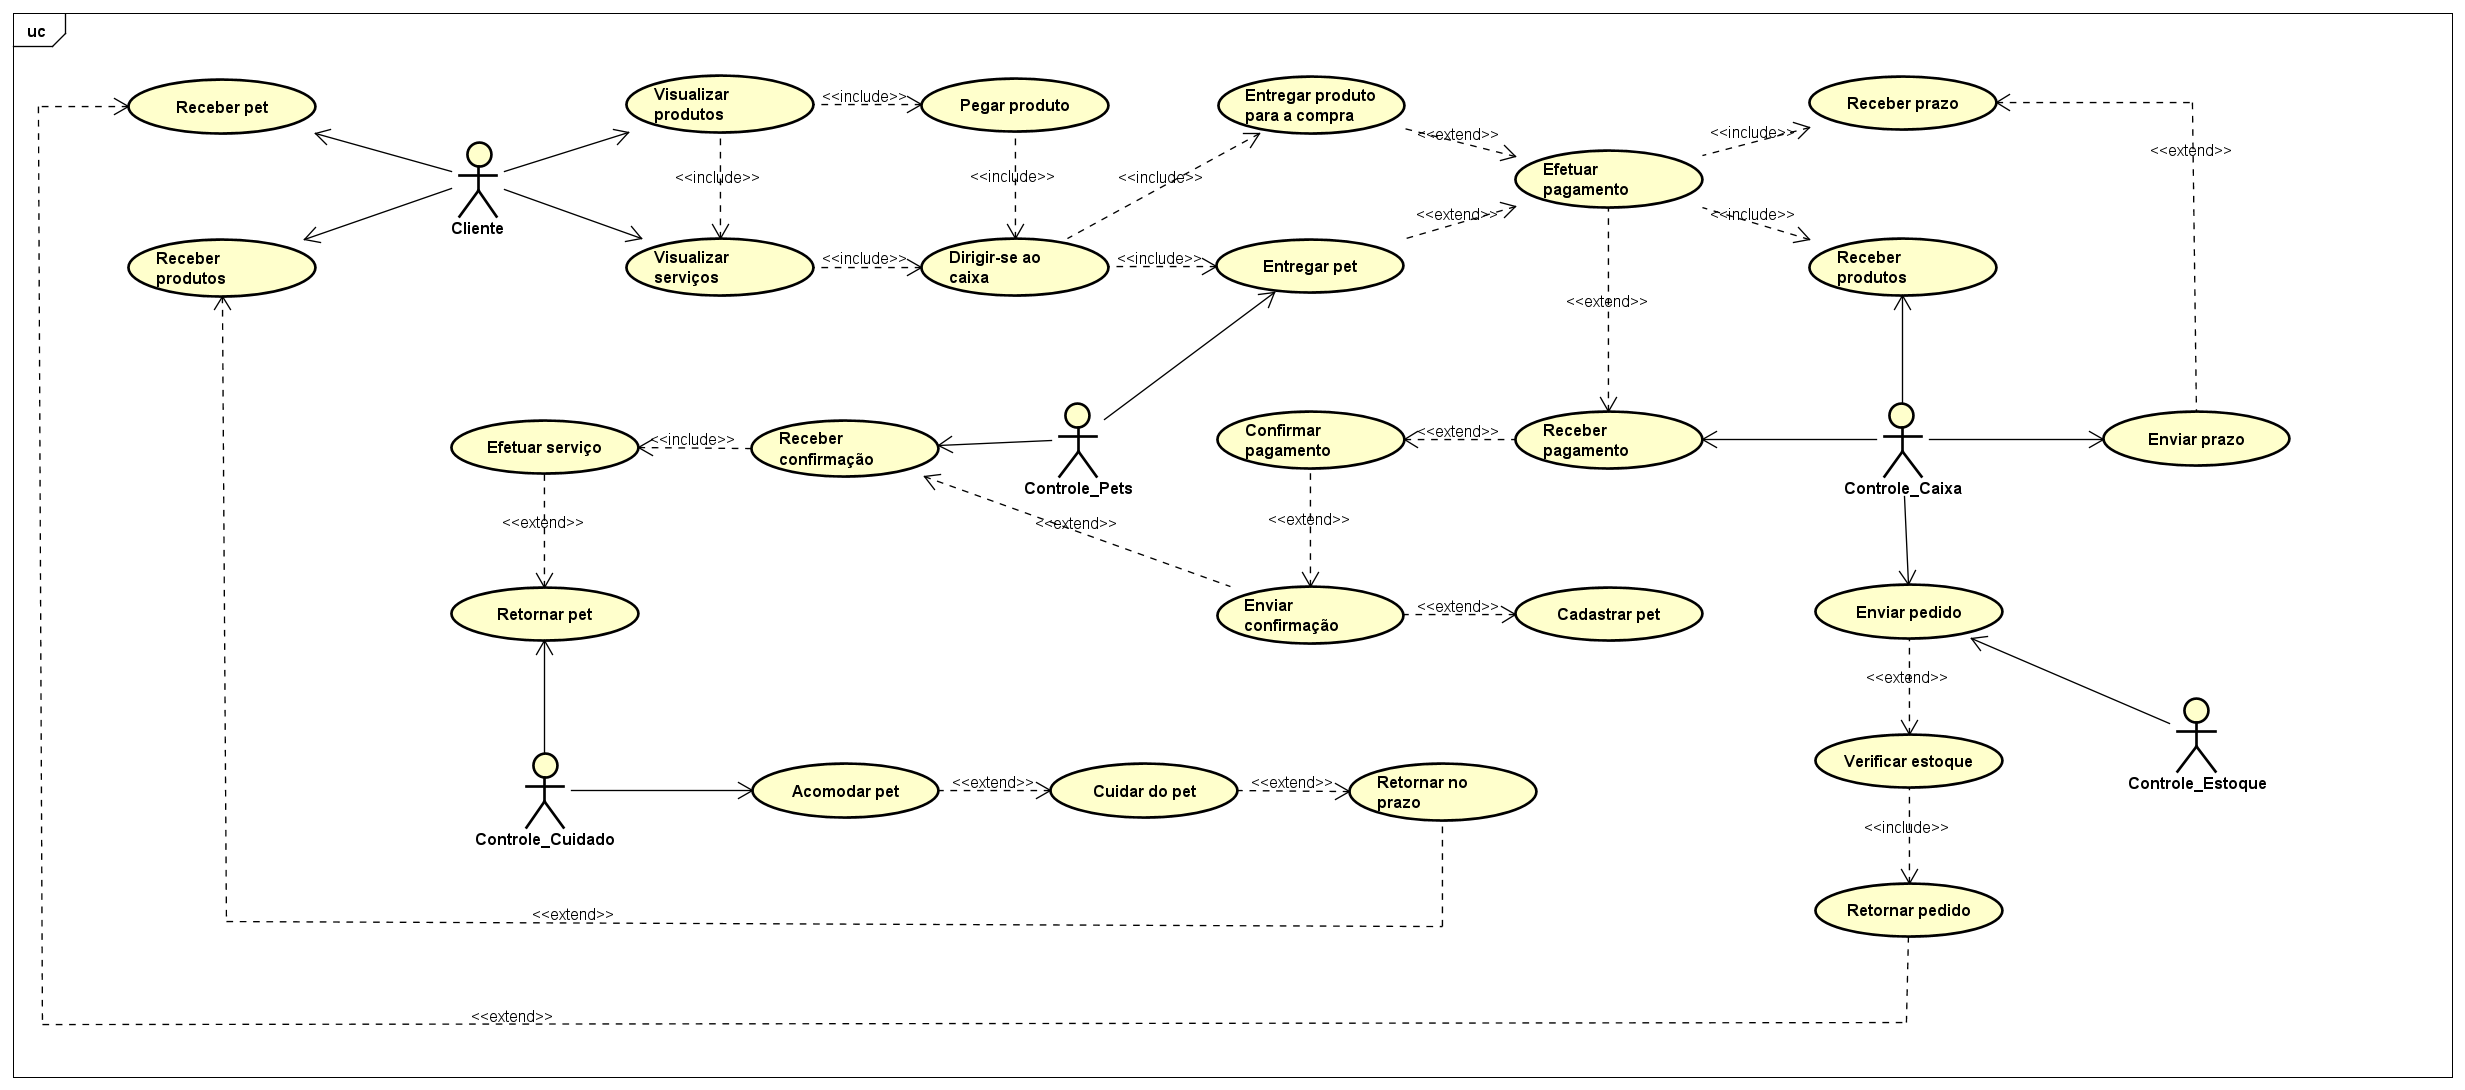 uc
Receber pet
Visualizar
produtos
<<include>>
Pegar produto
Entregar produto
para a compra
<<extend>>
Efetuar
pagamento
<<include>>
Receber prazo
<<extend>>
Cliente
<<include>>
<<include>>
<<include>>
<<extend>>
<<include>>
Receber
produtos
Visualizar
serviços
<<include>>
Dirigir-se ao
caixa
<<include>>
Entregar pet
Receber
produtos
<<extend>>
Efetuar serviço
<<include>>
Receber
confirmação
Controle_Pets
Confirmar
pagamento
<<extend>>
Receber
pagamento
Controle_Caixa
Enviar prazo
<<extend>>
<<extend>>
<<extend>>
Retornar pet
Enviar
confirmação
<<extend>>
Cadastrar pet
Enviar pedido
<<extend>>
Verificar estoque
Controle_Estoque
Controle_Cuidado
Acomodar pet
<<extend>>
Cuidar do pet
<<extend>>
Retornar no
prazo
<<include>>
<<extend>>
Retornar pedido
<<extend>>